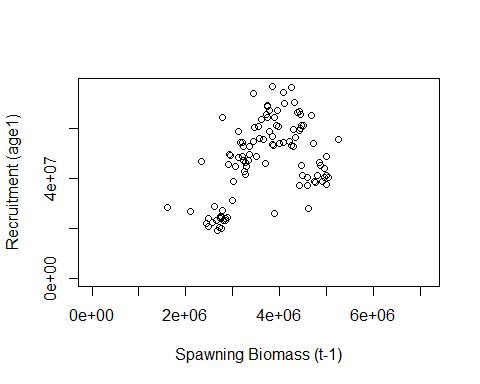 Recruitment (age1)
4e+07
0e+00
0e+00 2e+06 4e+06 6e+06
Spawning Biomass (t-1)